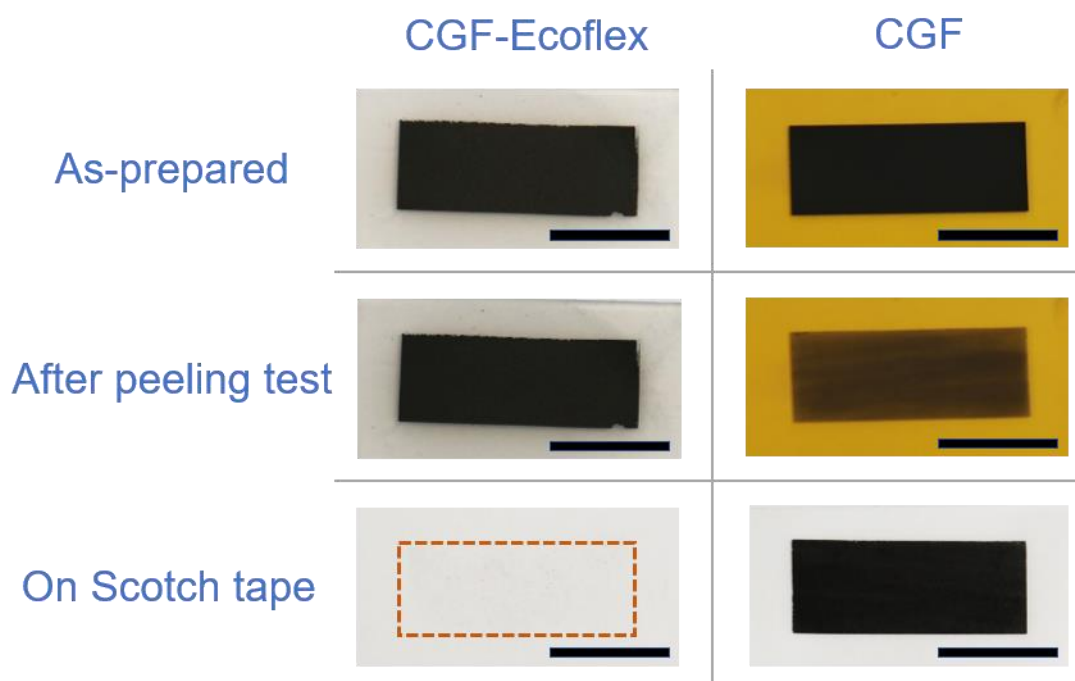 CGF-Ecoflex CGF
As-prepared
After peeling test
On Scotch tape